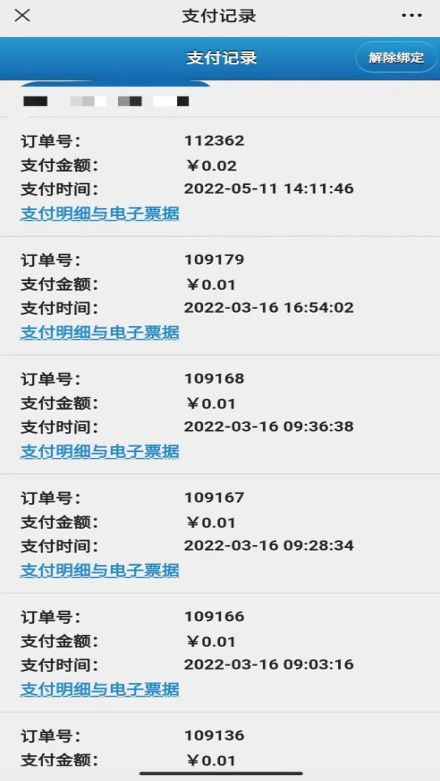 支付记录
支付记录
解除绑定
订单号： 112362
支付金额： ￥0.02
支付时间： 2022-05-11 14:11:46
支付明细与电子票据
订单号： 109179
支付金额： ￥0.01
支付时间： 2022-03-16 16:54:02
支付明细与电子票据
订单号： 109168
支付金额： ￥0.01
支付时间： 2022-03-16 09:36:38
支付明细与电子票据
订单号： 109167
支付金额： ￥0.01
支付时间： 2022-03-16 09:28:34
支付明细与电子票据
订单号： 109166
支付金额： ￥0.01
支付时间： 2022-03-16 09:03:16
支付明细与电子票据
订单号： 109136
支付金额： ￥0.01